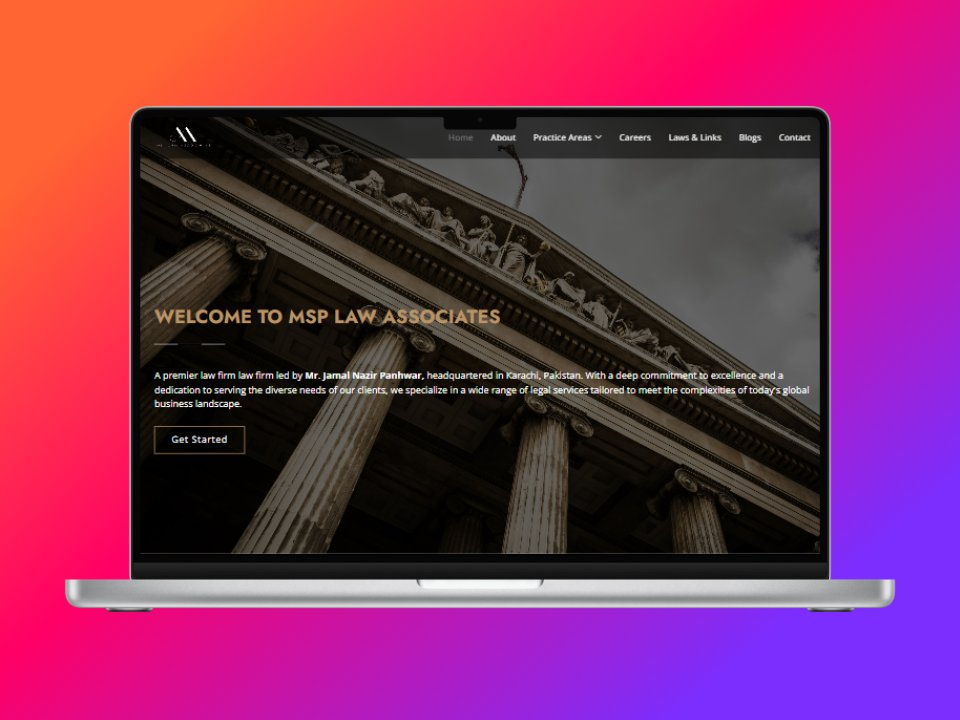 Home About Practice Areas Careers Laws & Links Blogs Contact
WELCOME TO MSP LAW ASSOCIATES
A premier law firm law firm led by Mr. Jamal Nazir Panhwar, headquartered in Karachi, Pakistan. With a deep commitment to excellence and a
dedication to serving the diverse needs of our clients, we specialize in a wide range of legal services tailored to meet the complexities of today's global
business landscape.
Get Started